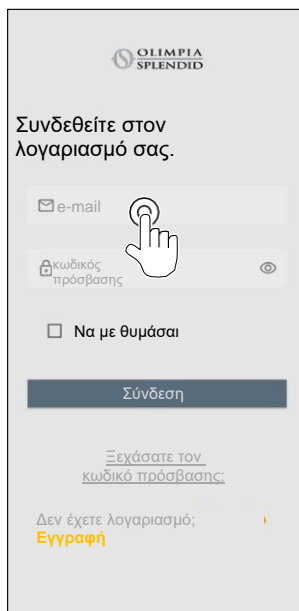 OLIMPIA
SPLENDID
Συνδεθείτε στον
λογαριασμό σας.
e-mail
κωδικός
πρόσβασης
Να με θυμάσαι
Σύνδεση
Ξεχάσατε τον
κωδικό πρόσβασης;
Δεν έχετε λογαριασμό;
Εγγραφή